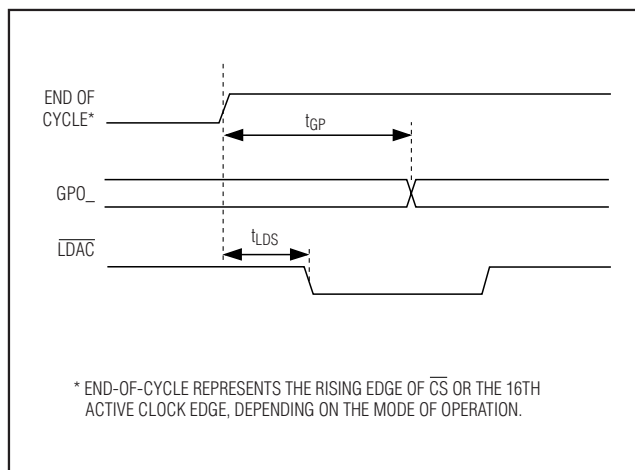 END OF
CYCLE*
tGP
GPO_
tLDS
LDAC
* END-OF-CYCLE REPRESENTS THE RISING EDGE OF CS OR THE 16TH
ACTIVE CLOCK EDGE, DEPENDING ON THE MODE OF OPERATION.